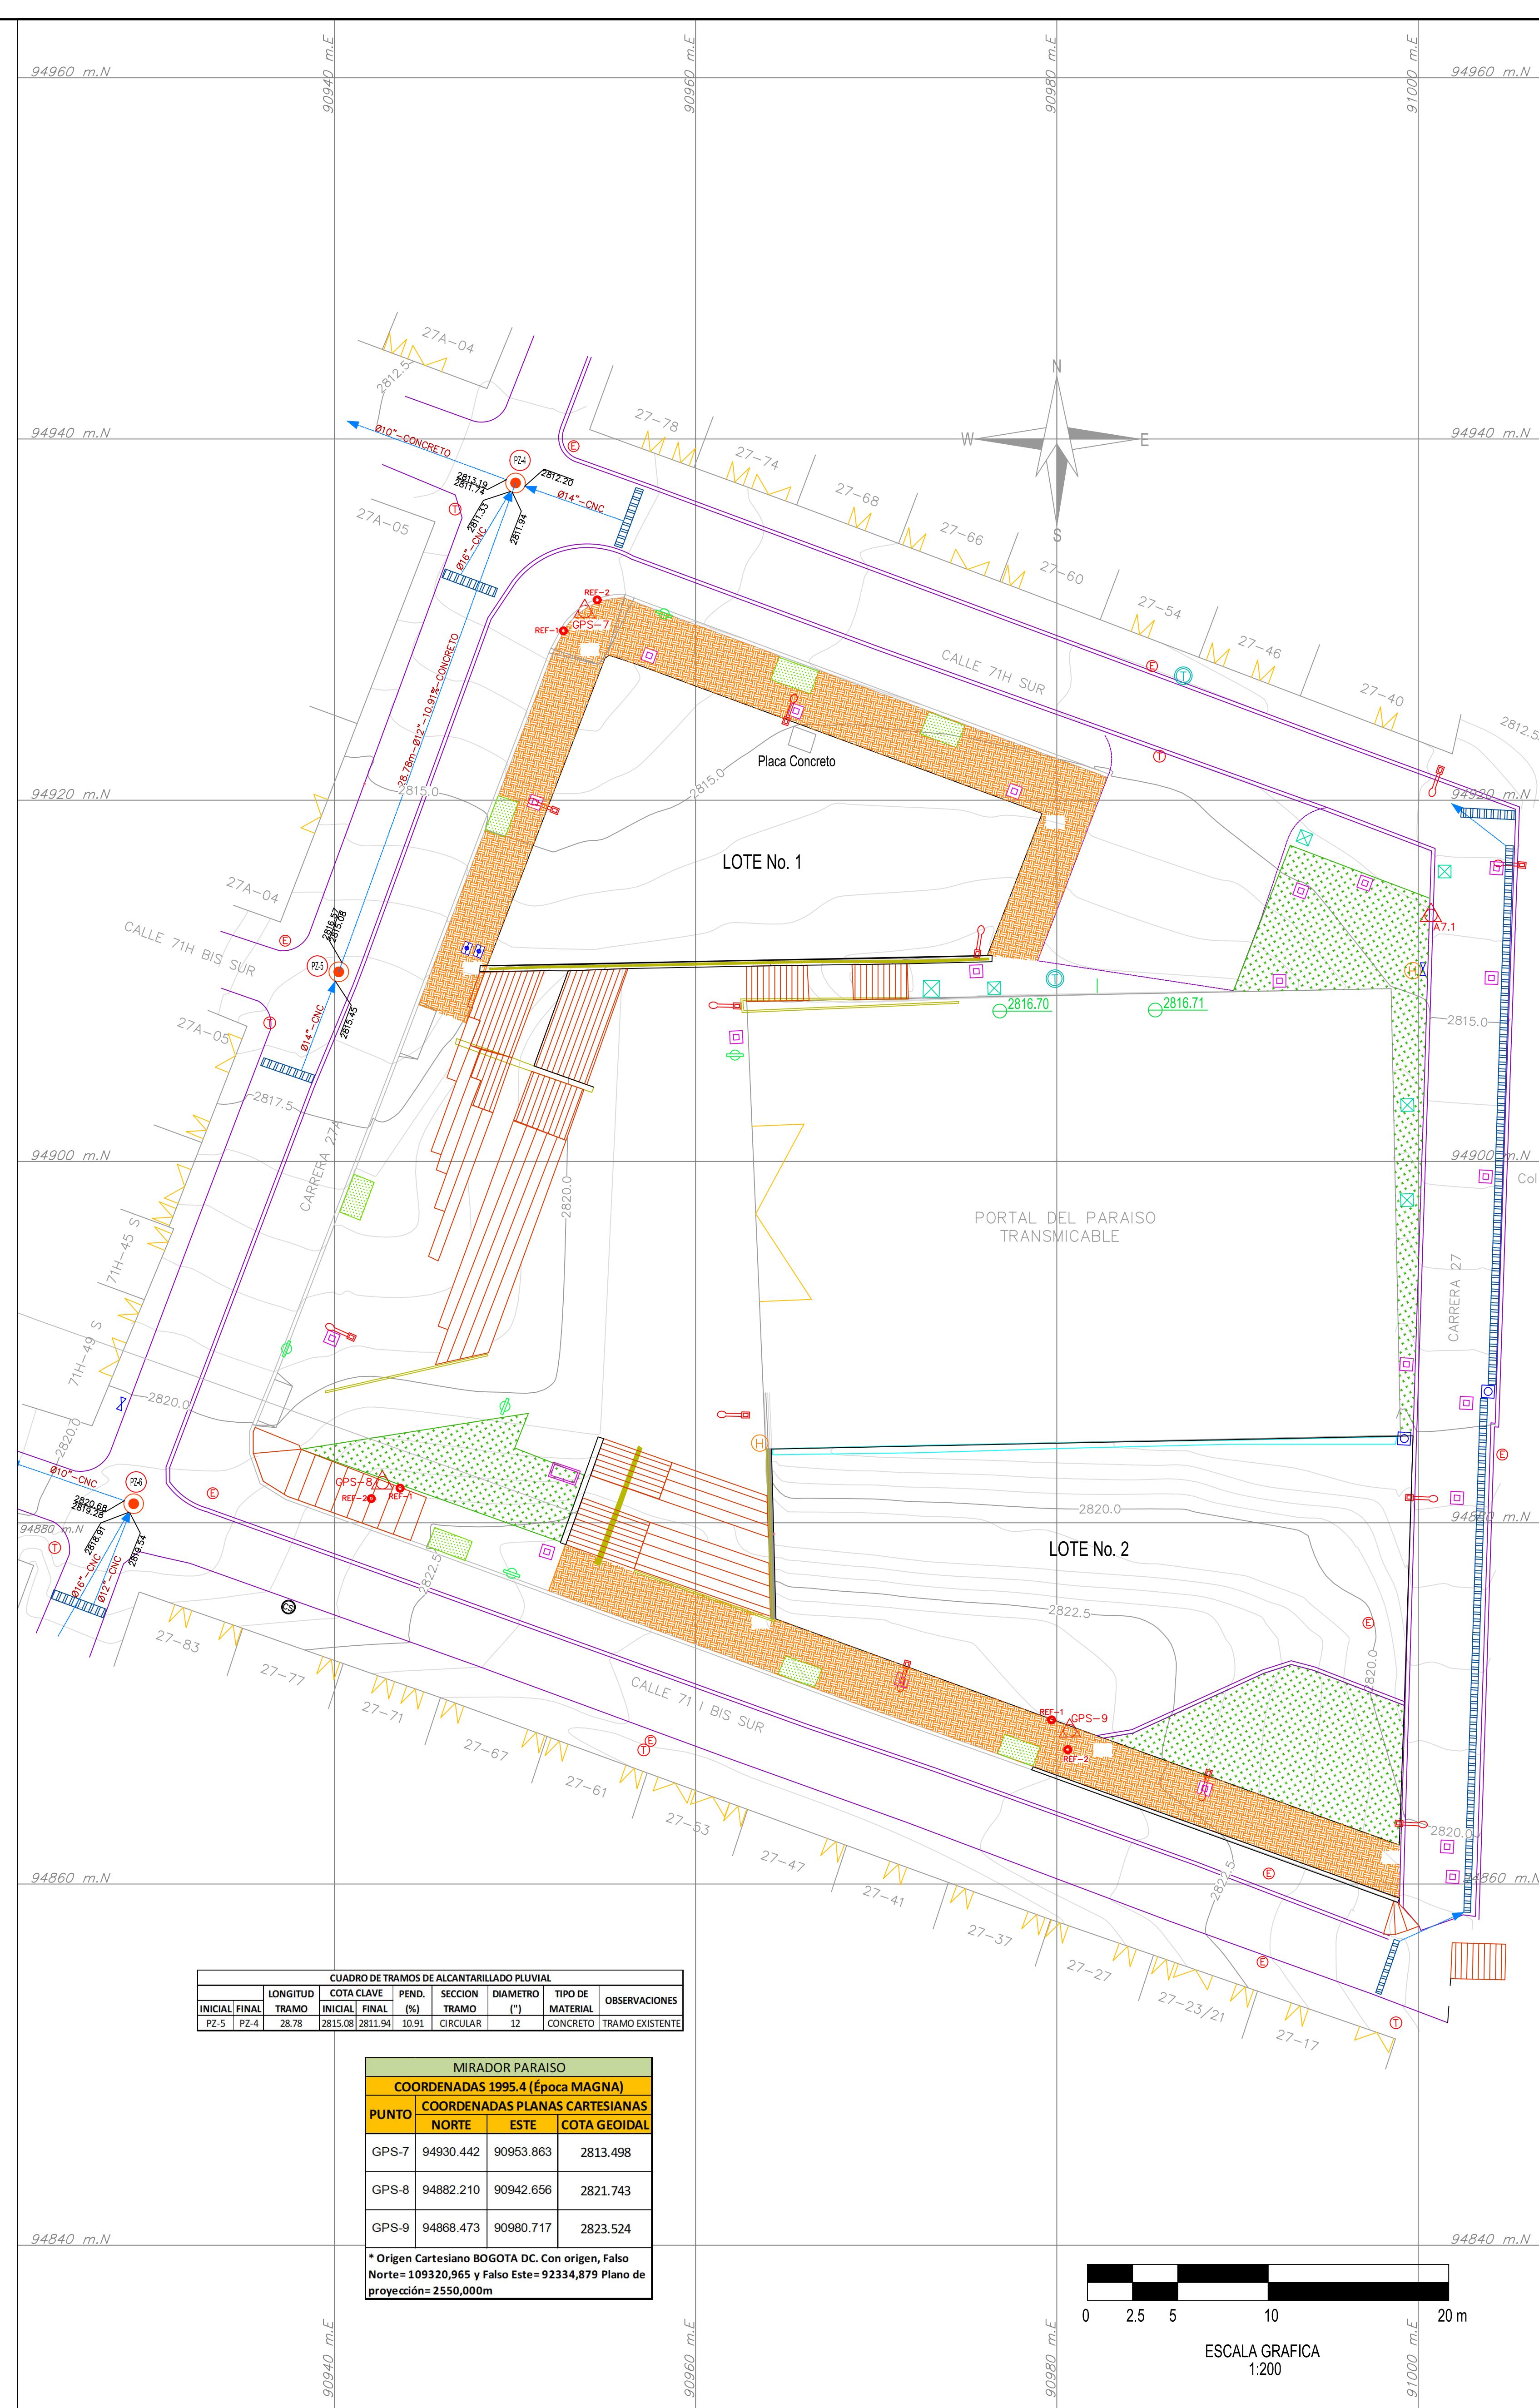 90940 m.E
90960 m.E
90980 m.E
91000 m.E
94960 m.N
94960 m.N
27A-04
2812.5
27-78
94940 m.N
94940 m.N
Ø10"-CONCRETO
PZ-4
N
W
E
S
27-74
2813.19
2811.74
2812.20
Ø14"-CNC
27-68
27A-05
2811.33
2811.94
27-66
Ø16"-CNC
27-60
REF-2
27-54
REF-1
GPS-7
27-46
CALLE 71H SUR
28.78m-Ø12"-10.91%-CONCRETO
27-40
2812.5
Placa Concreto
2815.0
2815.0
94920 m.N
94920 m.N
LOTE No. 1
27A-04
CALLE 71H BIS SUR
2816.57
2815.08
A7.1
PZ-5
2815.45
2816.70
2816.71
27A-05
Ø14"-CNC
2815.0
2817.5
CARRERA 27A
94900 m.N
94900 m.N
Col
2820.0
PORTAL DEL PARAISO
TRANSMICABLE
71H-45 S
CARRERA 27
71H-49 S
2820.0
2820.0
Ø10"-CNC
PZ-6
GPS-8
REF-2
REF-1
2820.68
2819.28
2820.0
94880 m.N
94880 m.N
2818.91
2819.54
LOTE No. 2
Ø16"-CNC
Ø12"-CNC
2822.5
ES
2822.5
27-83
2820.0
27-77
CALLE 71 I BIS SUR
27-71
REF-1
GPS-9
REF-2
27-67
27-61
27-53
2820.0
27-47
2822.5
94860 m.N
94860 m.N
27-41
27-37
27-27
27-23/21
27-17
CUADRO DE TRAMOS DE ALCANTARILLADO PLUVIAL
INICIAL FINAL LONGITUD TRAMO COTA CLAVE INICIAL FINAL PEND. (%) SECCION TRAMO DIAMETRO (") TIPO DE MATERIAL OBSERVACIONES
PZ-5 PZ-4 28.78 2815.08 2811.94 10.91 CIRCULAR 12 CONCRETO TRAMO EXISTENTE
MIRADOR PARAISO
COORDENADAS 1995.4 (Época MAGNA)
PUNTO COORDENADAS PLANAS CARTESIANAS
NORTE ESTE COTA GEOIDAL
GPS-7 94930.442 90953.863 2813.498
GPS-8 94882.210 90942.656 2821.743
GPS-9 94868.473 90980.717 2823.524
* Origen Cartesiano BOGOTA DC. Con origen, Falso
Norte= 109320,965 y Falso Este= 92334,879 Plano de
proyección= 2550,000m
94840 m.N
94840 m.N
0 2.5 5 10 20 m
ESCALA GRAFICA
1:200
90940 m.E
90960 m.E
90980 m.E
91000 m.E